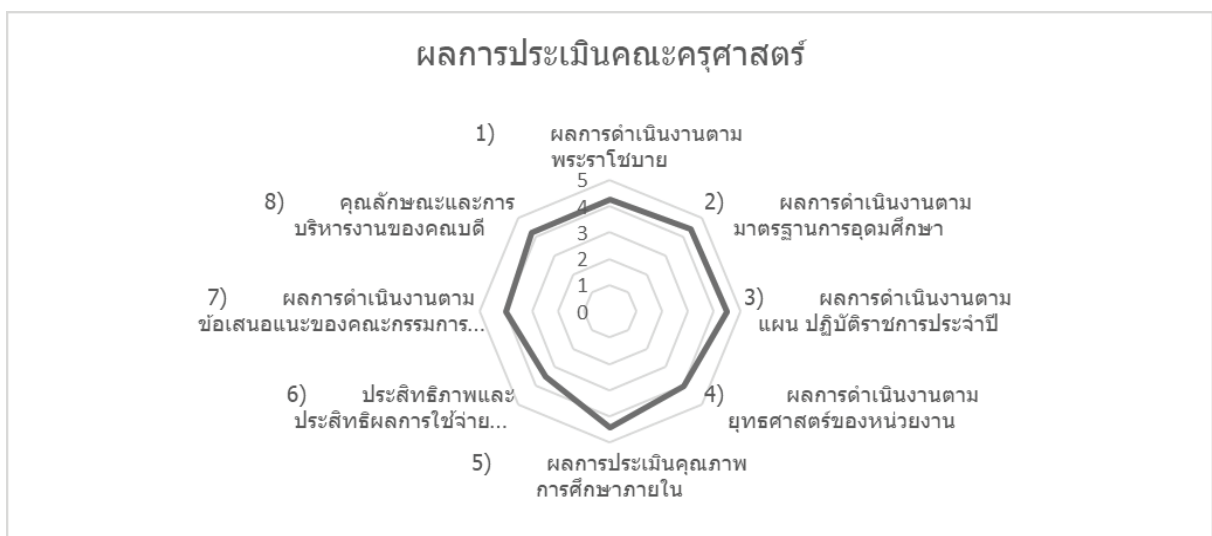 ผลการประเมินคณะครุศาสตร์
1) ผลการดำเนินงานตาม
พระราโชบาย
2) ผลการดำเนินงานตาม
มาตรฐานการอุดมศึกษา
3) ผลการดำเนินงานตาม
แผน ปฏิบัติราชการประจำปี
4) ผลการดำเนินงานตาม
ยุทธศาสตร์ของหน่วยงาน
5) ผลการประเมินคุณภาพ
การศึกษาภายใน
6) ประสิทธิภาพและ
ประสิทธิผลการใช้จ่าย...
7) ผลการดำเนินงานตาม
ข้อเสนอแนะของคณะกรรมการ...
8) คุณลักษณะและการ
บริหารงานของคณบดี
5
4
3
2
1
0